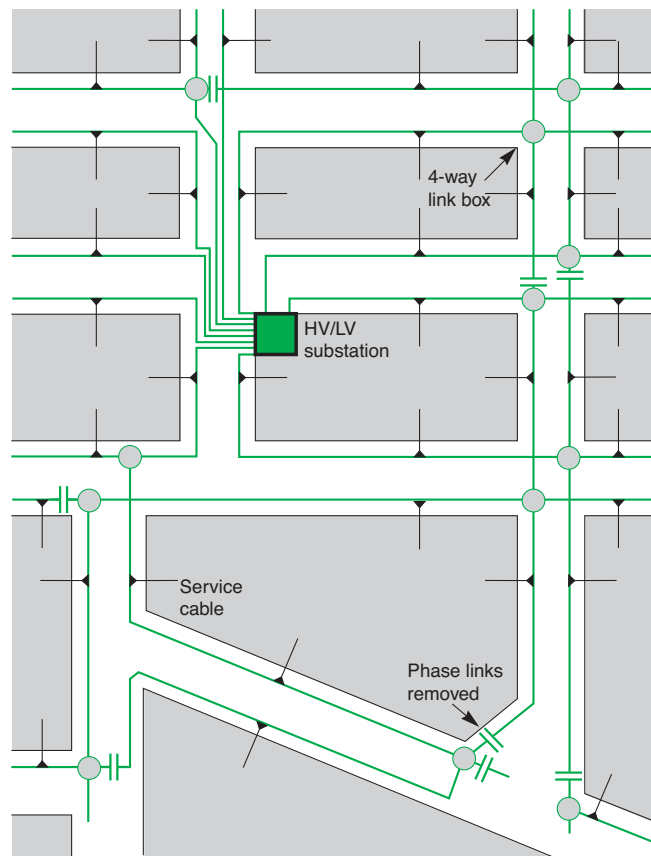 4-way
link box
HV/LV
substation
Service
cable
Phase links
removed